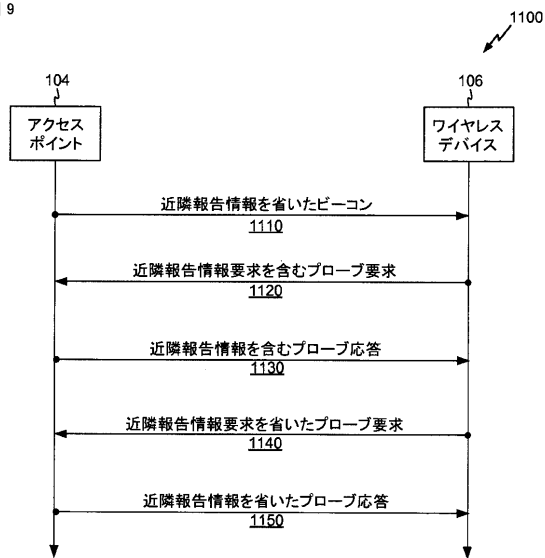 9
1100
104
106
アクセス
ポイント
ワイヤレス
デバイス
近隣報告情報を省いたビーコン
1110
近隣報告情報要求を含むプローブ要求
1120
近隣報告情報を含むプローブ応答
1130
近隣報告情報要求を省いたプローブ要求
1140
近隣報告情報を省いたプローブ応答
1150